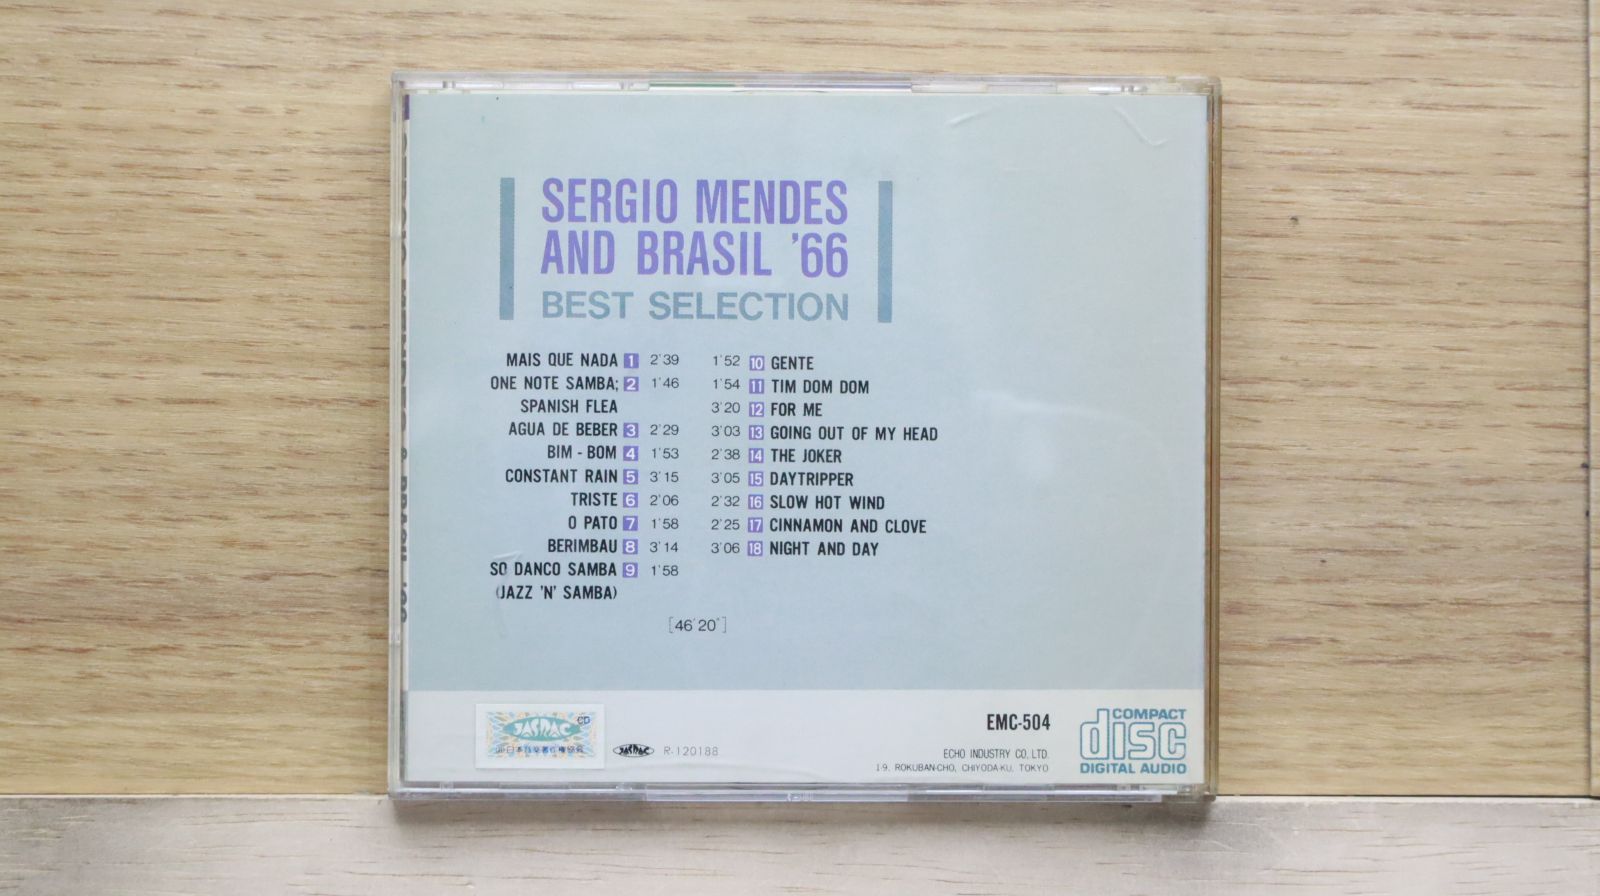 SERGIO MENDES
AND BRASIL '66
BEST SELECTION
MAIS QUE NADA 1 2'39
ONE NOTE SAMBA; 2 1'46
SPANISH FLEA
AGUA DE BEBER 3 2'29
BIM - BOM 4 1'53
CONSTANT RAIN 5 3'15
TRISTE 6 2'06
O PATO 7 1'58
BERIMBAU 8 3'14
SO DANCO SAMBA 9 1'58
(JAZZ 'N' SAMBA)
1'52 10 GENTE
1'54 11 TIM DOM DOM
3'20 12 FOR ME
3'03 13 GOING OUT OF MY HEAD
2'38 14 THE JOKER
3'05 15 DAYTRIPPER
2'32 16 SLOW HOT WIND
2'25 17 CINNAMON AND CLOVE
3'06 18 NIGHT AND DAY
[46'20"]
CD
JASRAC
JASRAC R-120188
EMC-504
ECHO INDUSTRY CO. LTD.
1-9. ROKUBAN-CHO, CHIYODA-KU, TOKYO
COMPACT
disc
DIGITAL AUDIO